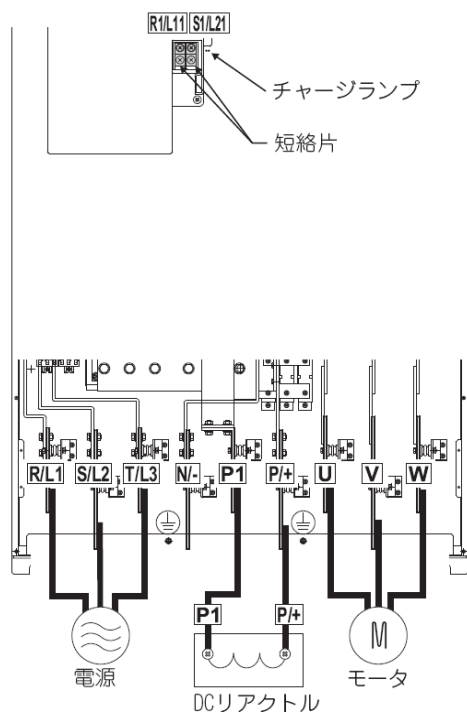 R1/L11 S1/L21
チャージランプ
短絡片
R/L1 S/L2 T/L3 N/- P1 P/+ U V W
P1 P/+
M
電源 モータ
DCリアクトル